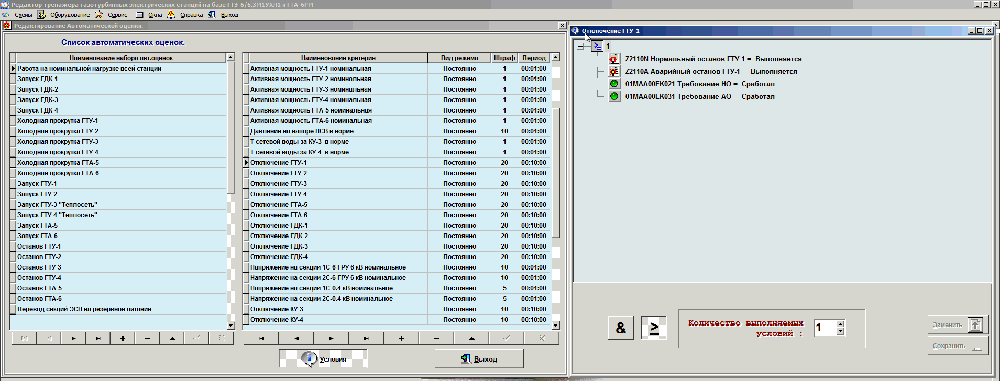 Редактор тренажера газотурбинных электрических станций на базе ГТЭ-6/6,3М1УХЛ1 и ГТА-6РМ
Схемы Оборудование Сервис Окна Справка Выход
Редактирование Автоматической оценки.
Список автоматических оценок.
Наименование набора авт.оценок
Работа на номинальной нагрузке всей станции
Запуск ГДК-1
Запуск ГДК-2
Запуск ГДК-3
Запуск ГДК-4
Холодная прокрутка ГТУ-1
Холодная прокрутка ГТУ-2
Холодная прокрутка ГТУ-3
Холодная прокрутка ГТУ-4
Холодная прокрутка ГТА-5
Холодная прокрутка ГТА-6
Запуск ГТУ-1
Запуск ГТУ-2
Запуск ГТУ-3 "Теплосеть"
Запуск ГТУ-4 "Теплосеть"
Запуск ГТА-5
Запуск ГТА-6
Останов ГТУ-1
Останов ГТУ-2
Останов ГТУ-3
Останов ГТУ-4
Останов ГТА-5
Останов ГТА-6
Перевод секций ЭСН на резервное питание
Наименование критерия Вид режима Штраф Период
Активная мощность ГТУ-1 номинальная Постоянно 1 00:01:00
Активная мощность ГТУ-2 номинальная Постоянно 1 00:01:00
Активная мощность ГТУ-3 номинальная Постоянно 1 00:01:00
Активная мощность ГТУ-4 номинальная Постоянно 1 00:01:00
Активная мощность ГТА-5 номинальная Постоянно 1 00:01:00
Активная мощность ГТА-6 номинальная Постоянно 1 00:01:00
Давление на напоре НСВ в норме Постоянно 10 00:01:00
Т сетевой воды за КУ-3 в норме Постоянно 1 00:01:00
Т сетевой воды за КУ-4 в норме Постоянно 1 00:01:00
Отключение ГТУ-1 Постоянно 20 00:10:00
Отключение ГТУ-2 Постоянно 20 00:10:00
Отключение ГТУ-3 Постоянно 20 00:10:00
Отключение ГТУ-4 Постоянно 20 00:10:00
Отключение ГТА-5 Постоянно 20 00:10:00
Отключение ГТА-6 Постоянно 20 00:10:00
Отключение ГДК-1 Постоянно 20 00:10:00
Отключение ГДК-2 Постоянно 20 00:10:00
Отключение ГДК-3 Постоянно 20 00:10:00
Отключение ГДК-4 Постоянно 20 00:10:00
Напряжение на секции 1С-6 ГРУ 6 кВ номинальное Постоянно 10 00:01:00
Напряжение на секции 2С-6 ГРУ 6 кВ номинальное Постоянно 10 00:01:00
Напряжение на секции 1С-0.4 кВ номинальное Постоянно 5 00:01:00
Напряжение на секции 2С-0.4 кВ номинальное Постоянно 5 00:01:00
Отключение КУ-3 Постоянно 10 00:10:00
Отключение КУ-4 Постоянно 10 00:10:00
Условия
Выход
Отключение ГТУ-1
1
Z2110N Нормальный останов ГТУ-1 = Выполняется
Z2110A Аварийный останов ГТУ-1 = Выполняется
01МАА00ЕК021 Требование НО = Сработал
01МАА00ЕК031 Требование АО = Сработал
& ≥
Количество выполняемых
условий :
1
Заменить
Сохранить